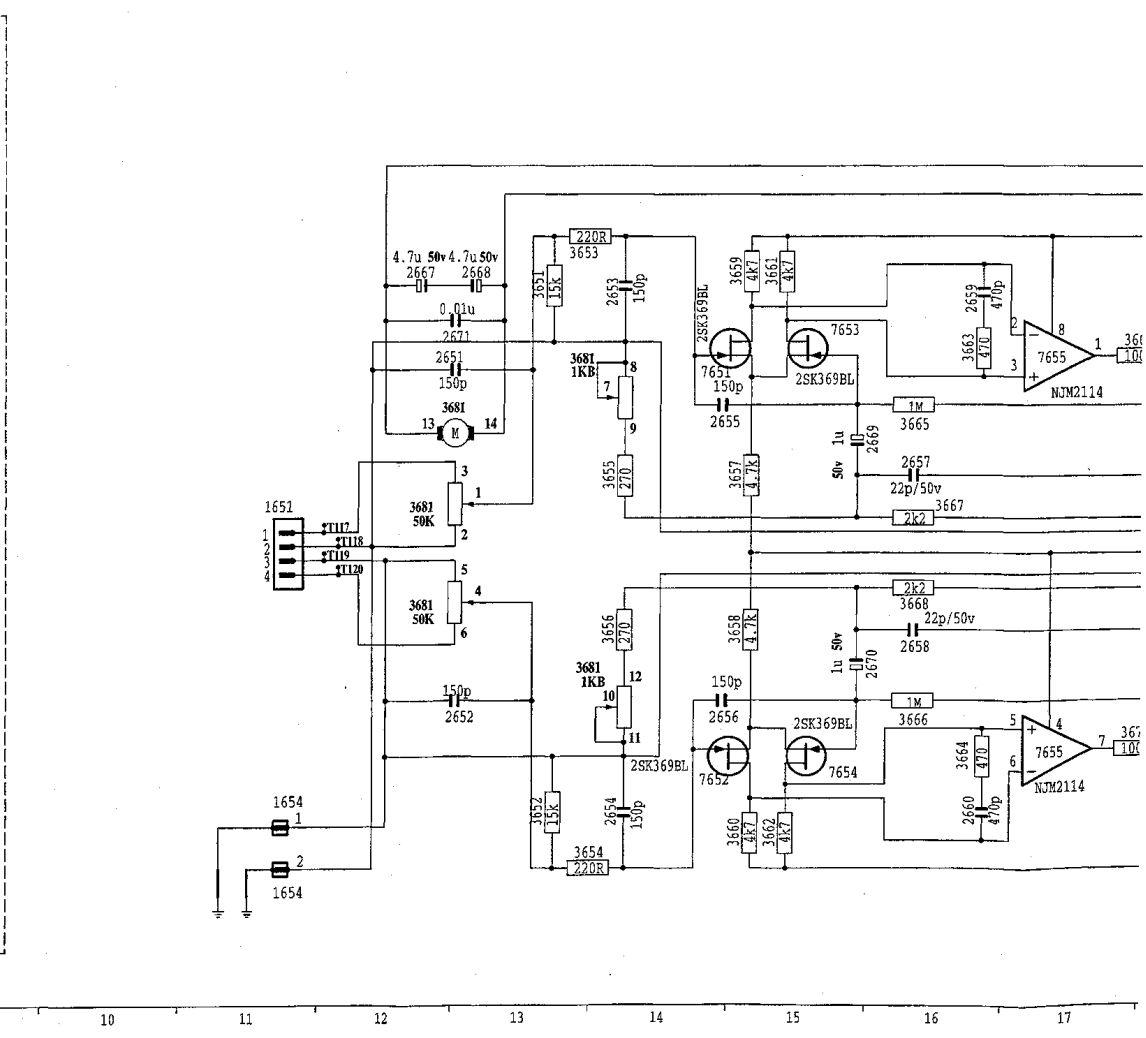 4.7u 50v 4.7u 50v
2667 2668
0.01u
2671
2651
150p
3681
13 M 14
3
1
3681
50K
2
1651
1 T117
2 T118
3 T119
4 T120
5
4
3681
50K
6
150p
2652
1654
1
2
1654
220R
3653
3651
15k
2653
150p
3681
1KB
8
7
9
3655
270
3656
270
3681
1KB
12
10
11
2SK369BL
3652
15k
2654
150p
3654
220R
3659
4k7
3661
4k7
2SK369BL
7651
7653
2SK369BL
150p
2655
1u
50v
2669
3657
4.7k
1M
3665
2657
22p/50v
3667
2k2
2659
470p
3663
470
2
3
8
1
7655
NJM2114
2k2
3668
22p/50v
2658
3658
4.7k
1u 50v
2670
150p
2656
1M
3666
2SK369BL
7652
7654
3660
4k7
3662
4k7
3664
470
2660
470p
5
6
4
7
7655
NJM2114
10 11 12 13 14 15 16 17